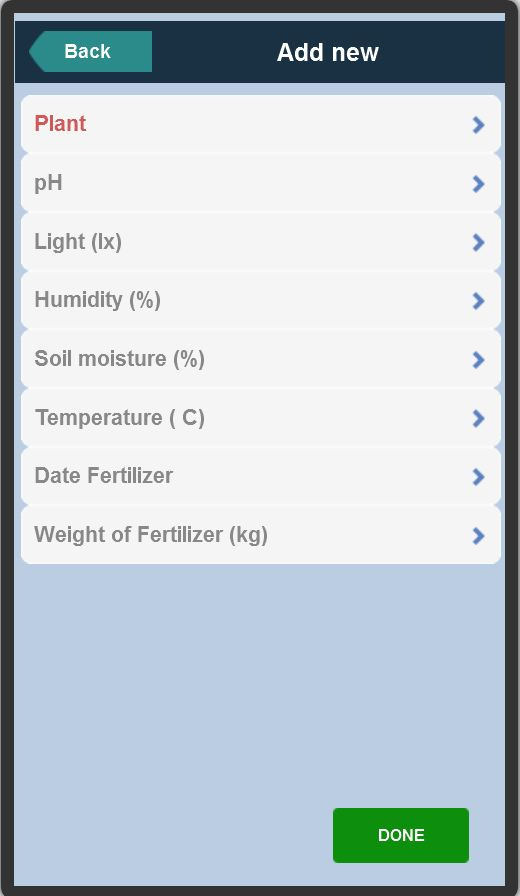 Back
Add new
Plant
pH
Light (lx)
Humidity (%)
Soil moisture (%)
Temperature ( C)
Date Fertilizer
Weight of Fertilizer (kg)
DONE